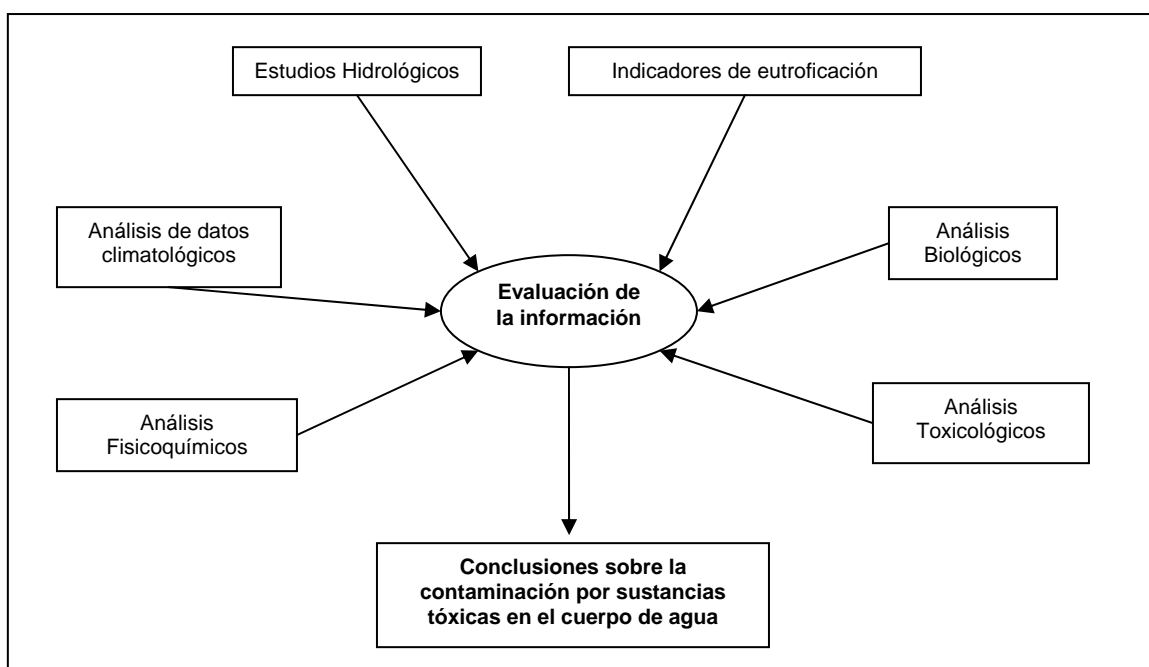 Estudios Hidrológicos
Indicadores de eutroficación
Análisis de datos
climatológicos
Análisis
Biológicos
Evaluación de
la información
Análisis
Fisicoquímicos
Análisis
Toxicológicos
Conclusiones sobre la
contaminación por sustancias
tóxicas en el cuerpo de agua